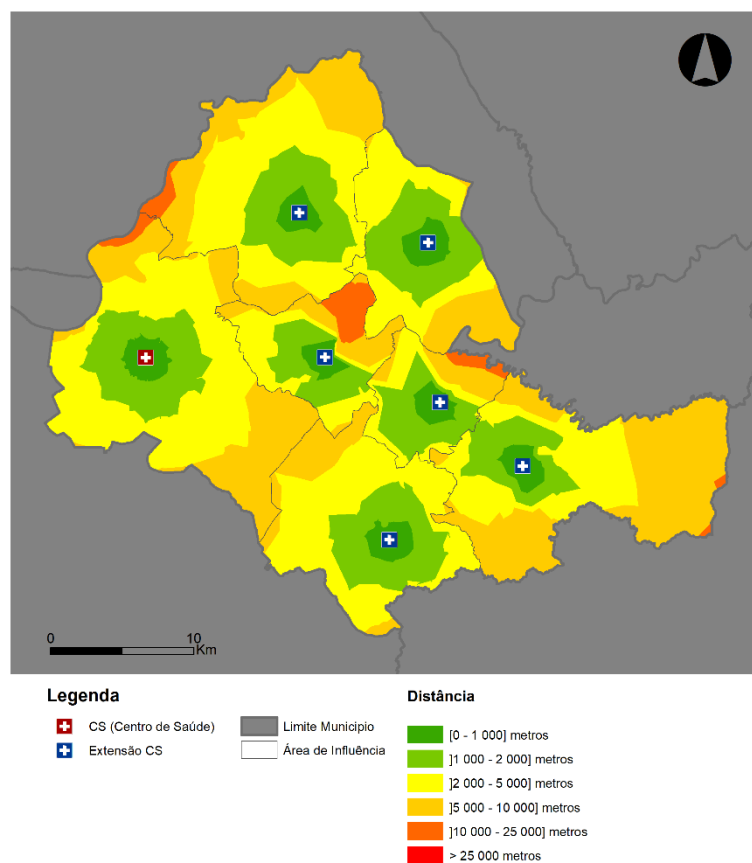 0 10
Km
Legenda
CS (Centro de Saúde)
Extensão CS
Limite Municipio
Área de Influência
Distância
[0 - 1 000] metros
]1 000 - 2 000] metros
]2 000 - 5 000] metros
]5 000 - 10 000] metros
]10 000 - 25 000] metros
> 25 000 metros